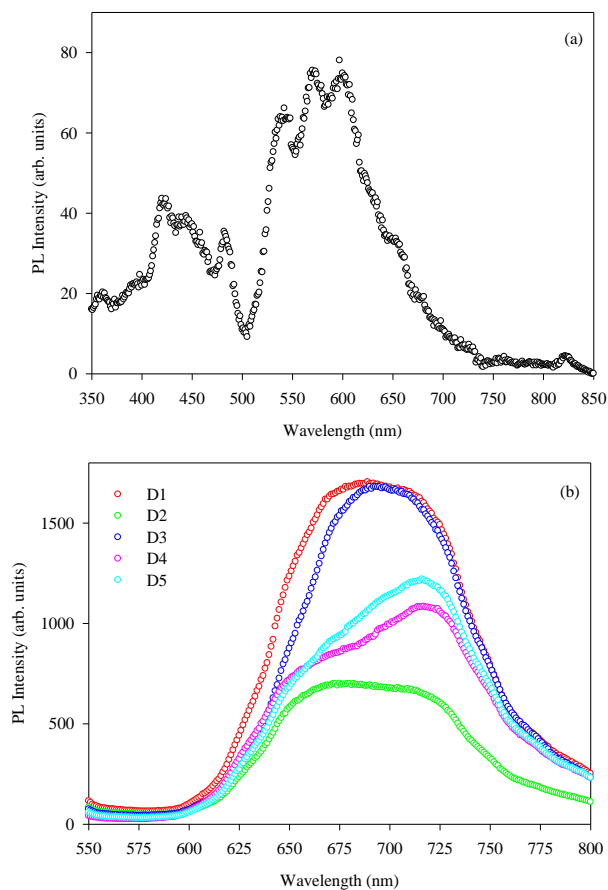 (a)
PL Intensity (arb. units)
80
60
40
20
0
350 400 450 500 550 600 650 700 750 800 850
Wavelength (nm)
(b)
D1
D2
D3
D4
D5
PL Intensity (arb. units)
1500
1000
500
0
550 600 625 650 700 725 750 775 800
Wavelength (nm)